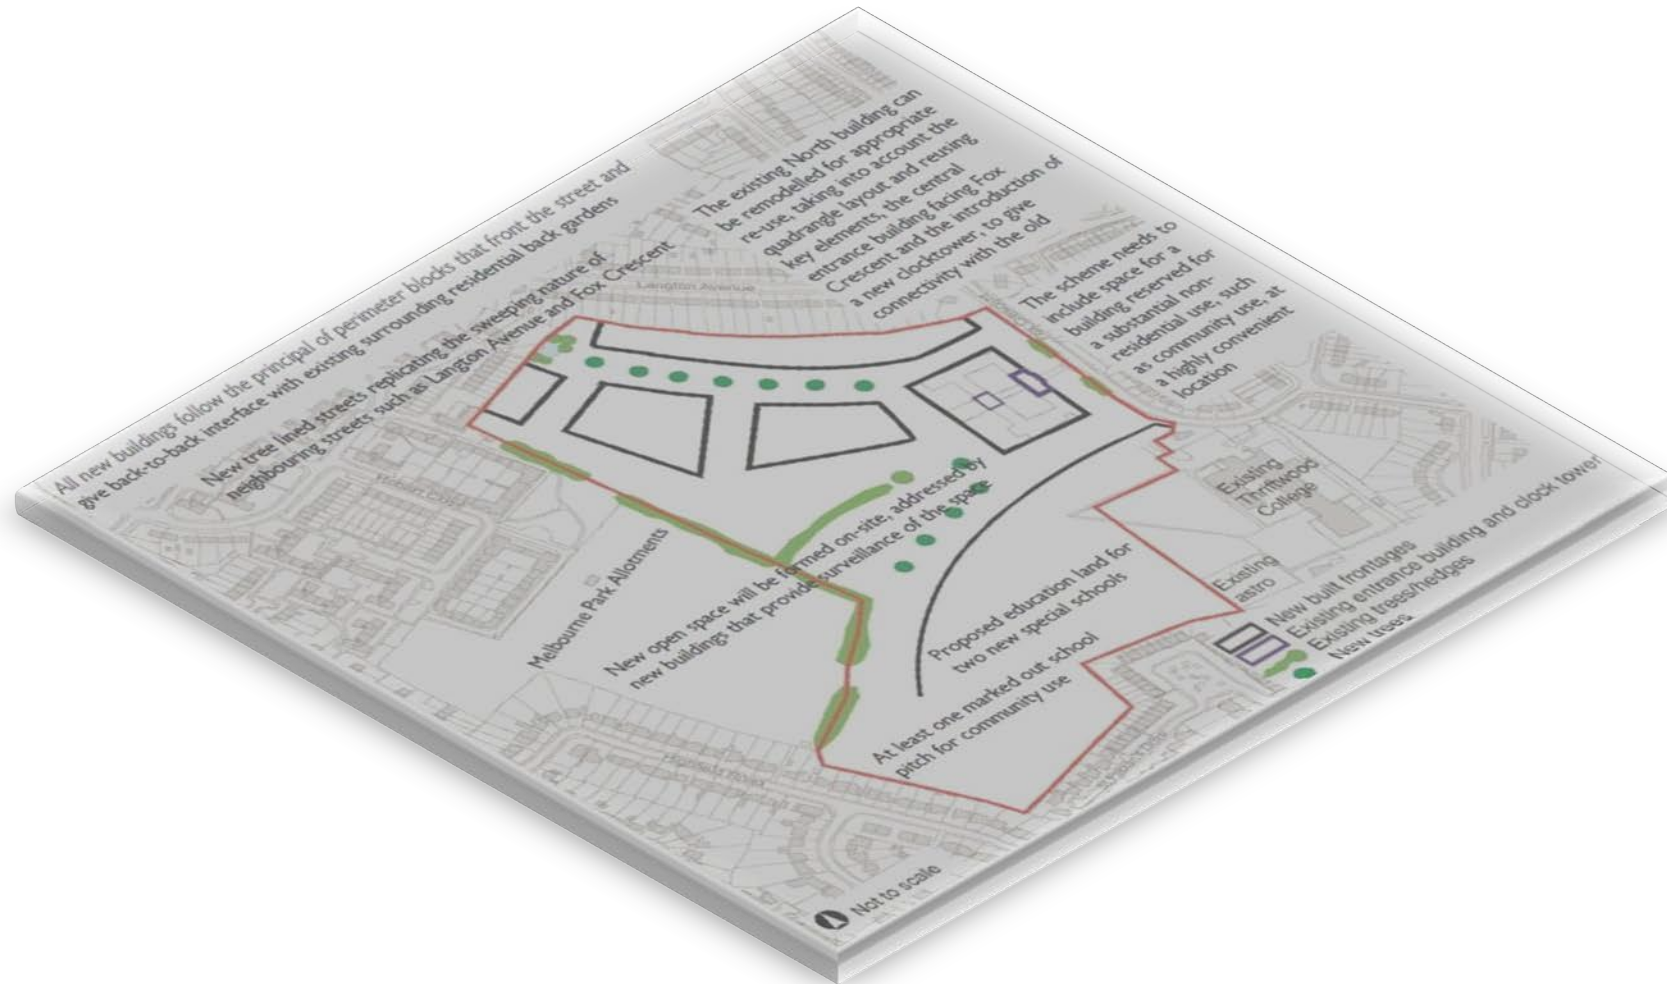 All new buildings follow the principal of perimeter blocks that front the street and
give back-to-back interface with existing surrounding residential back gardens
New tree lined streets replicating the sweeping nature of
neighbouring streets such as Langton Avenue and Fox Crescent
The existing North building can
be remodelled for appropriate
re-use, taking into account the
quadrangle layout and reusing
key elements, the central
entrance building facing Fox
Crescent and the introduction of
a new clocktower, to give
connectivity with the old
The scheme needs to
include space for a
building reserved for
a substantial non-
residential use, such
as community use, at
a highly convenient
location
Langton Avenue
Melbourne Park Allotments
New open space will be formed on-site, addressed by
new buildings that provide surveillance of the space
Existing
Thriftwood
College
Existing
astro
Proposed education land for
two new special schools
At least one marked out school
pitch for community use
Highfield Road
New built frontages
Existing entrance building and clock tower
Existing trees/hedges
New trees
Not to scale